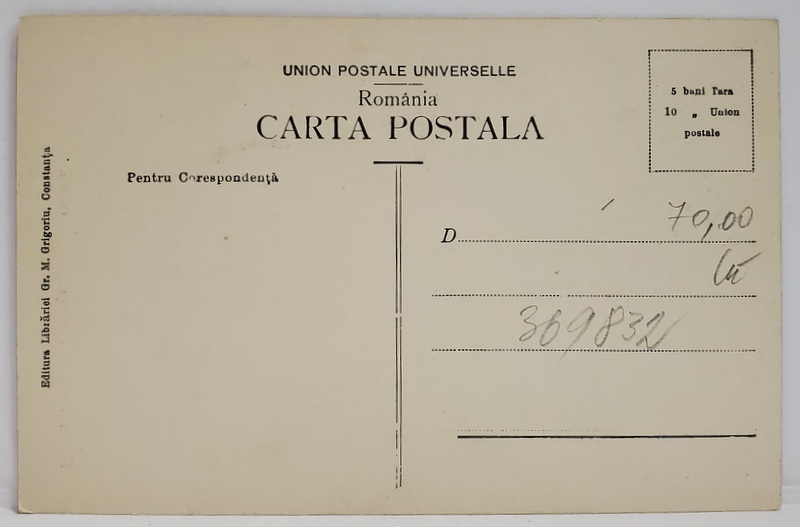 UNION POSTALE UNIVERSELLE
România
CARTA POSTALA
5 bani Tara
10 „ Union
postale
Pentru Corespondență
Editura Librăriei Gr. M. Grigoriu, Constanța
D
70,00
369832